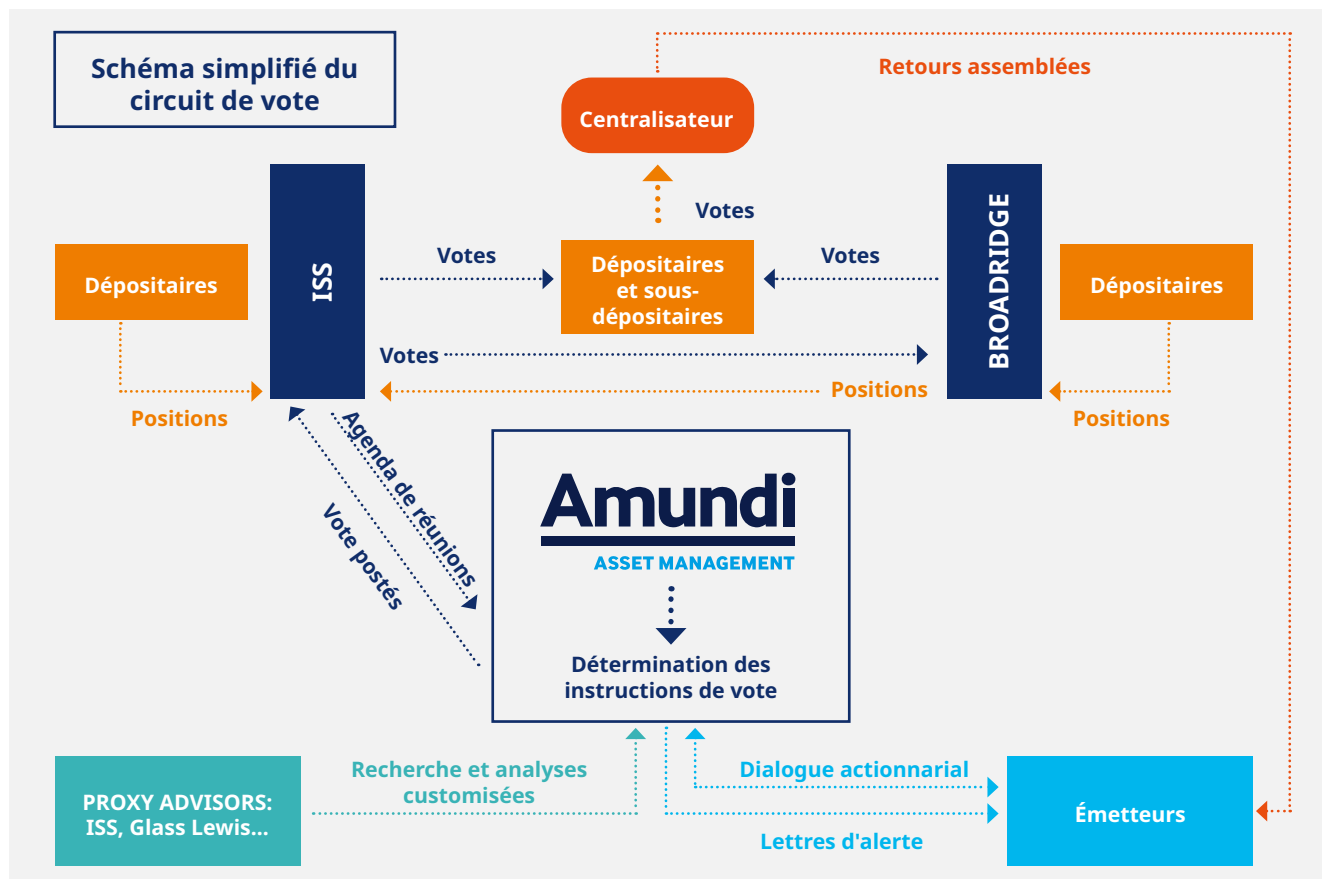 Schéma simplifié du
circuit de vote
Retours assemblées
Centralisateur
Votes
ISS
BROADRIDGE
Dépositaires
Votes
Dépositaires
et sous-
dépositaires
Votes
Dépositaires
Votes
Positions
Positions
Positions
Agenda de réunions
Vote postés
Amundi
ASSET MANAGEMENT
Détermination des
instructions de vote
PROXY ADVISORS:
ISS, Glass Lewis...
Recherche et analyses
customisées
Dialogue actionnarial
Lettres d'alerte
Émetteurs